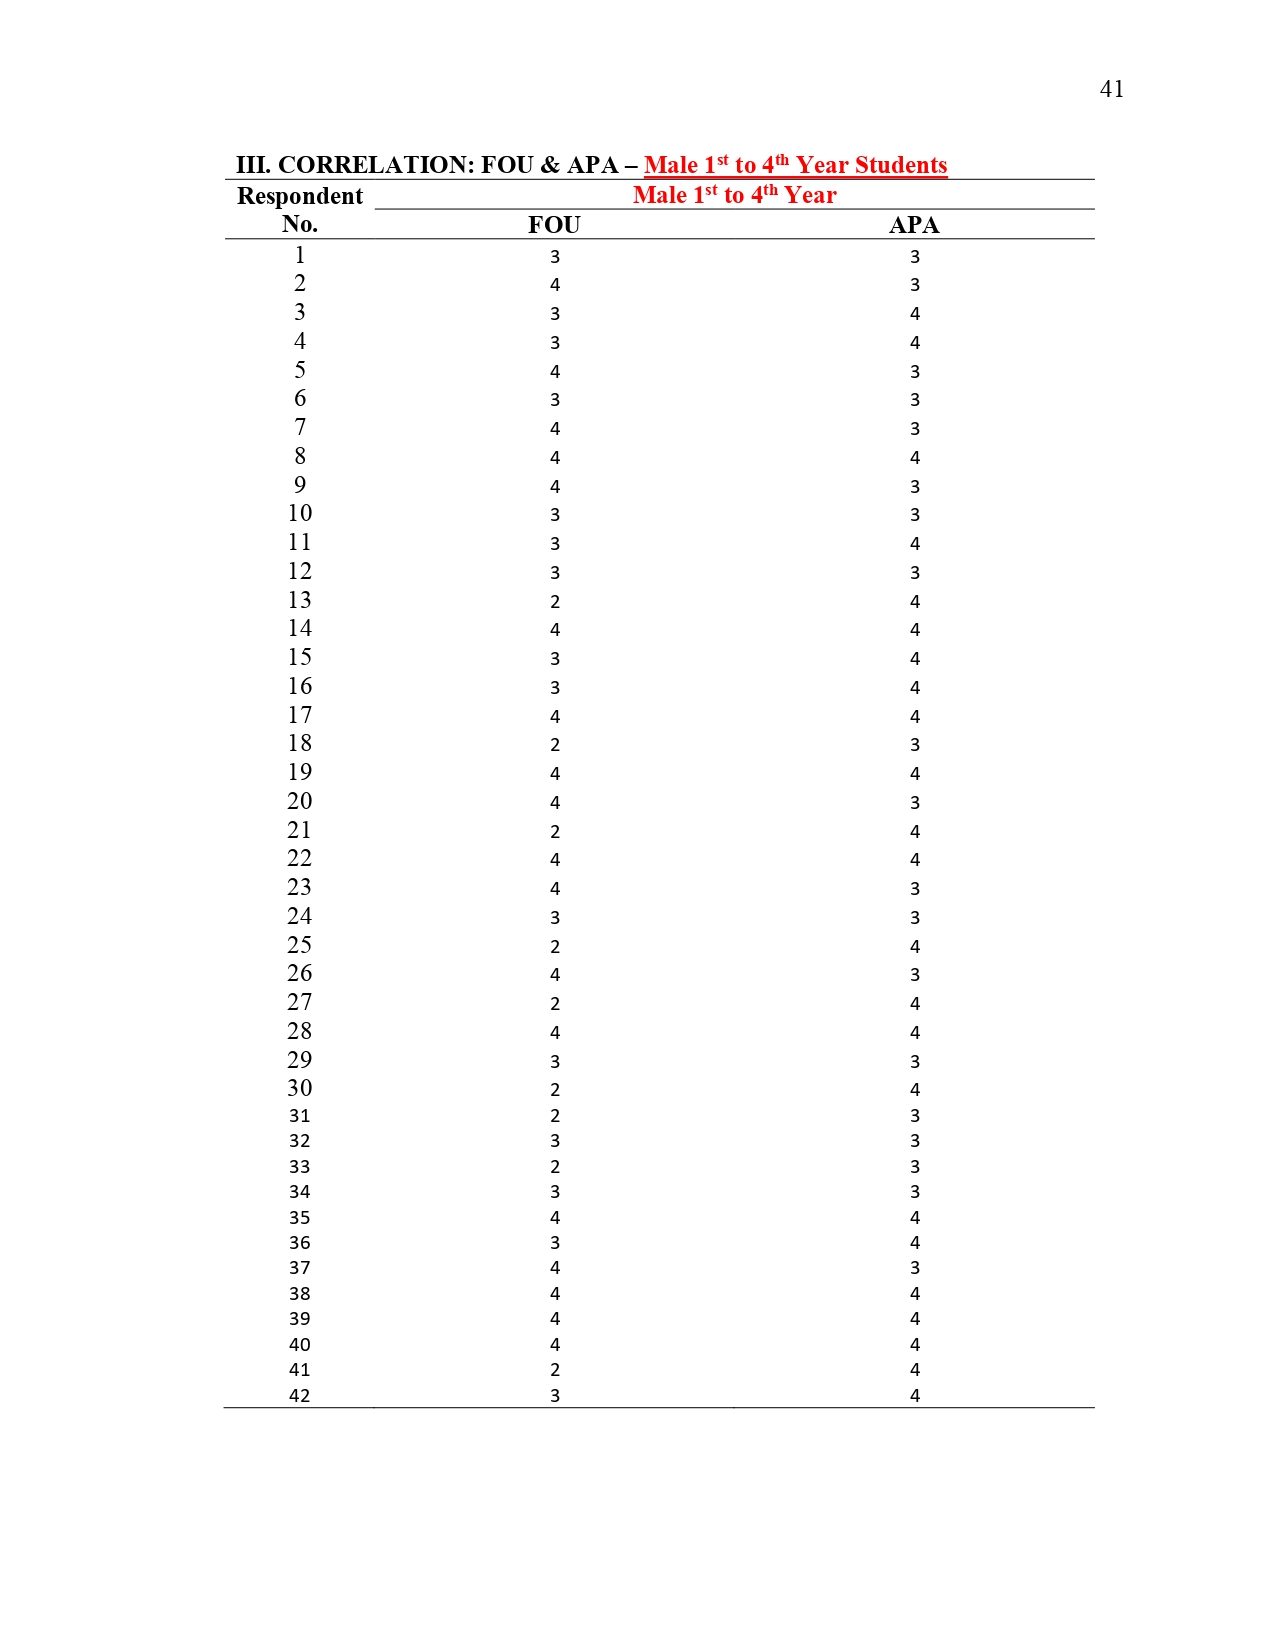 41
III. CORRELATION: FOU & APA – Male 1st to 4th Year Students
Respondent No. Male 1st to 4th Year
FOU APA
1 3 3
2 4 3
3 3 4
4 3 4
5 4 3
6 3 3
7 4 3
8 4 4
9 4 3
10 3 3
11 3 4
12 3 3
13 2 4
14 4 4
15 3 4
16 3 4
17 4 4
18 2 3
19 4 4
20 4 3
21 2 4
22 4 4
23 4 3
24 3 3
25 2 4
26 4 3
27 2 4
28 4 4
29 3 3
30 2 4
31 2 3
32 3 3
33 2 3
34 3 3
35 4 4
36 3 4
37 4 3
38 4 4
39 4 4
40 4 4
41 2 4
42 3 4